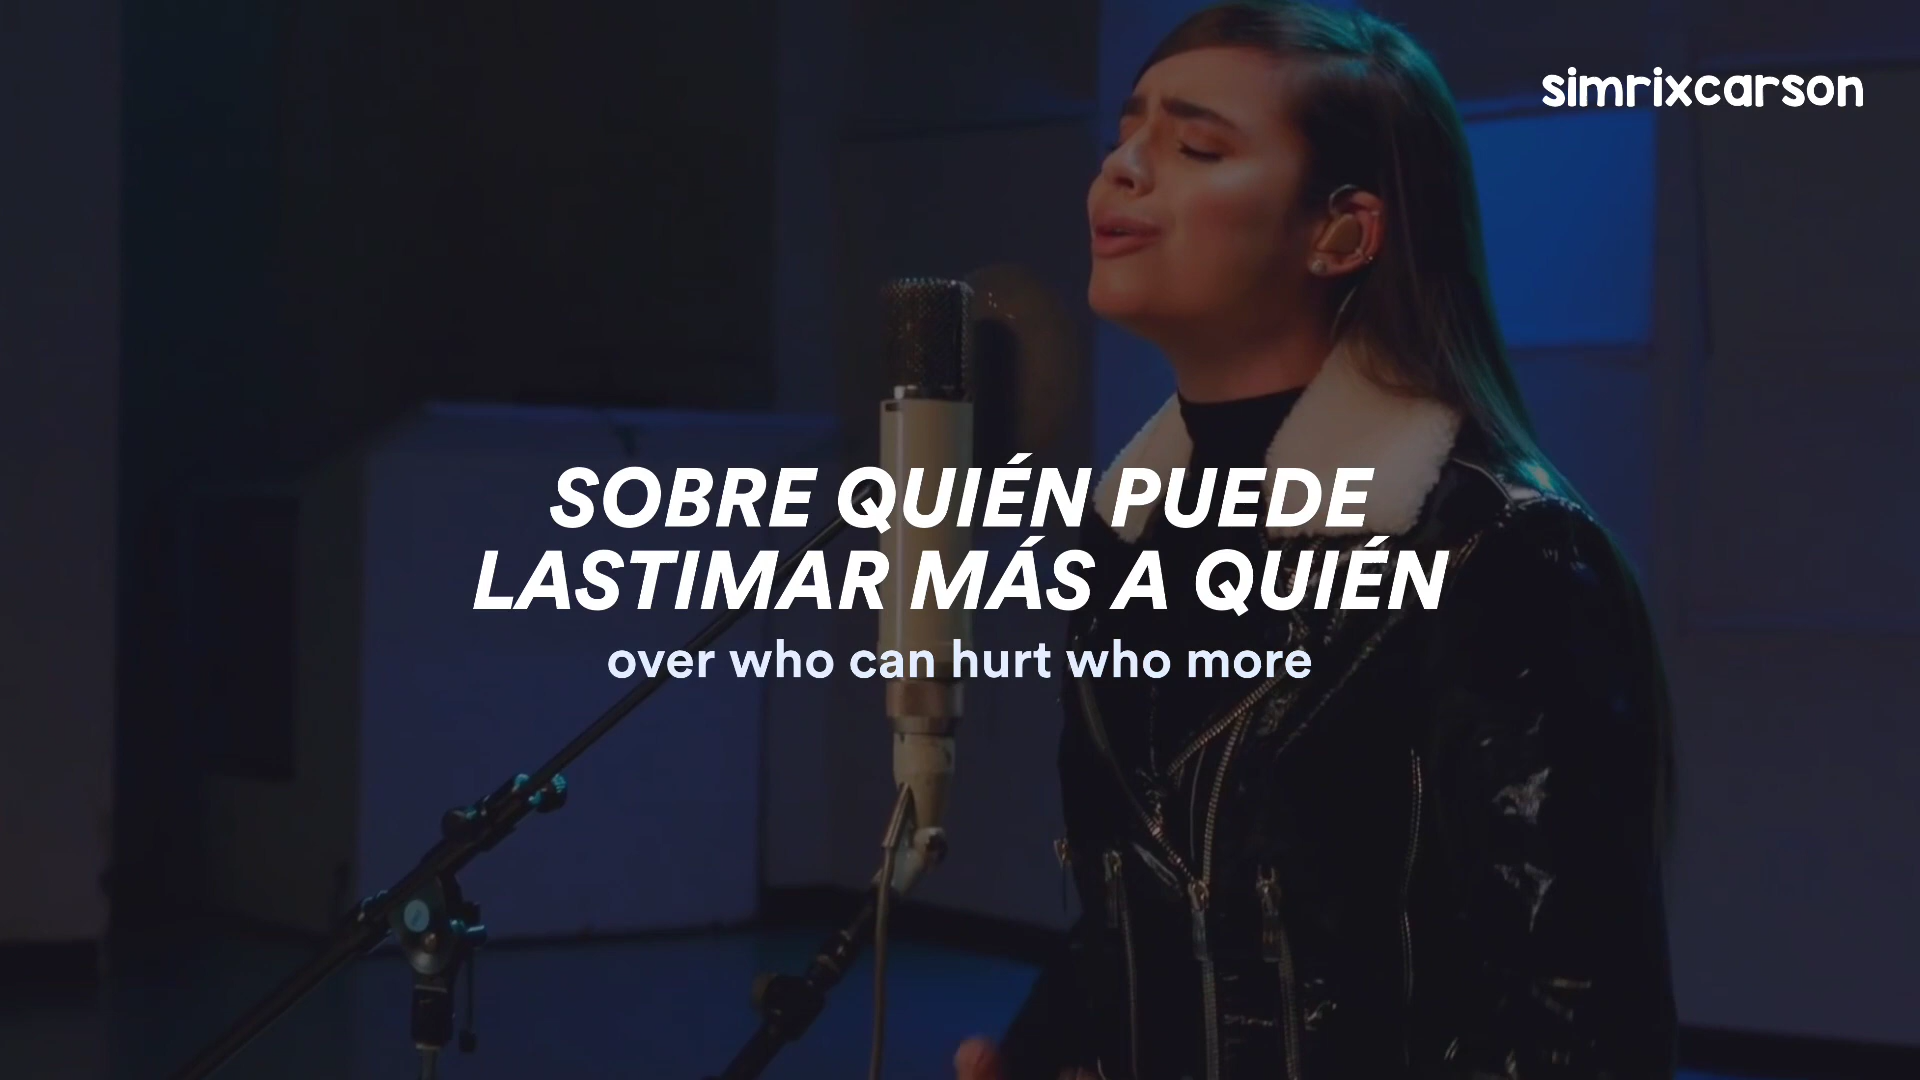 simrixcarson
SOBRE QUIÉN PUEDE
LASTIMAR MÁS A QUIÉN
over who can hurt who more